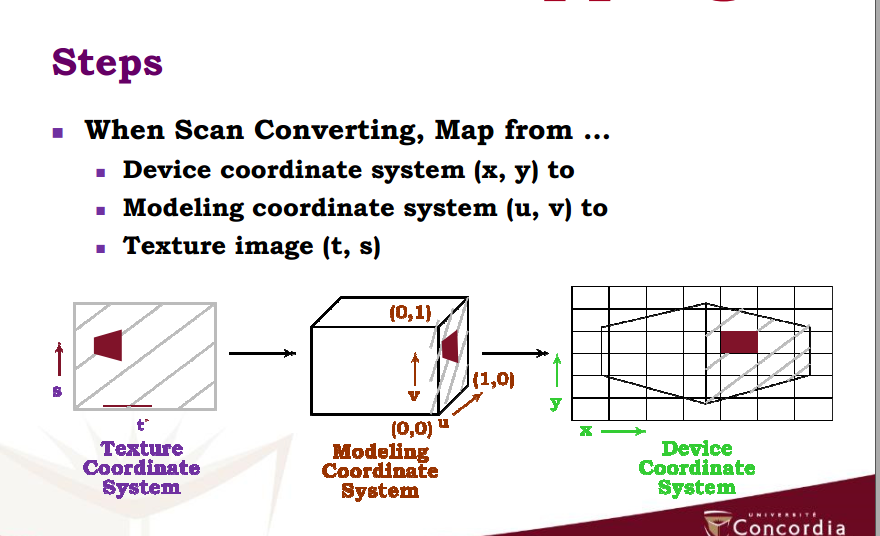 Steps
When Scan Converting, Map from ...
Device coordinate system (x, y) to
Modeling coordinate system (u, v) to
Texture image (t, s)
(0,1)
s
v
(1,0)
y
t
(0,0) u
x
Texture
Coordinate
System
Modeling
Coordinate
System
Device
Coordinate
System
UNIVERSITÉ
Concordia